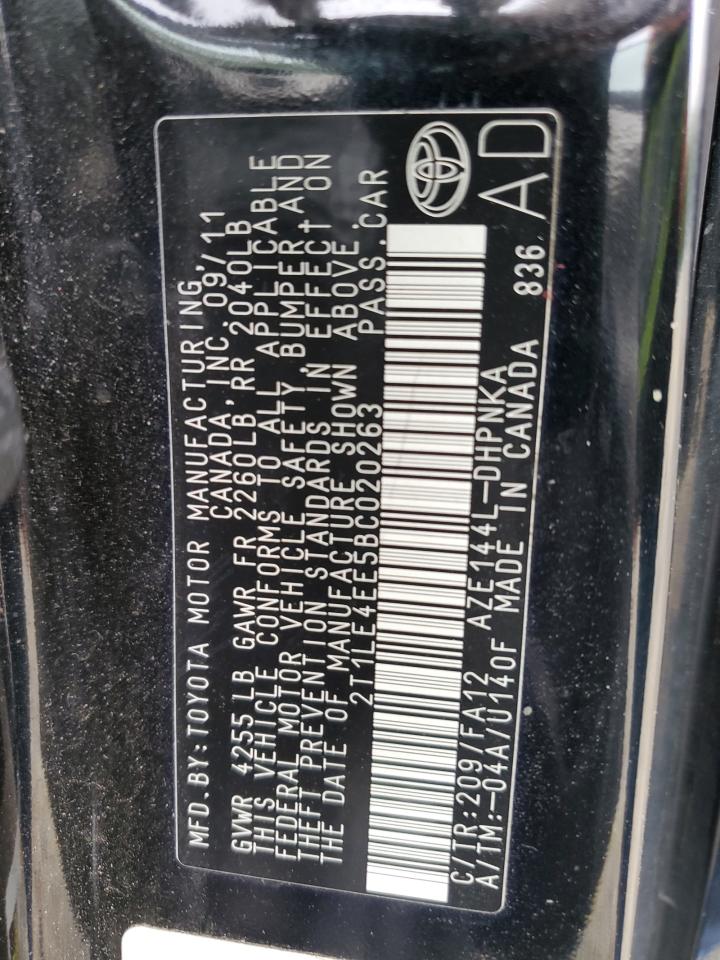 MFD.BY:TOYOTA MOTOR MANUFACTURING,
CANADA,INC. 09/11
GVWR 4255LB GAWR FR 2260LB,RR 2040LB
THIS VEHICLE CONFORMS TO ALL APPLICABLE
FEDERAL MOTOR VEHICLE SAFETY,BUMPER,AND
THEFT PREVENTION STANDARDS IN EFFECT ON
THE DATE OF MANUFACTURE SHOWN ABOVE.
2T1LE4EE5BC020263 PASS.CAR
C/TR:209/FA12 AZE144L-DHPNKA
A/TM:-04A/U140F MADE IN CANADA 836
AD